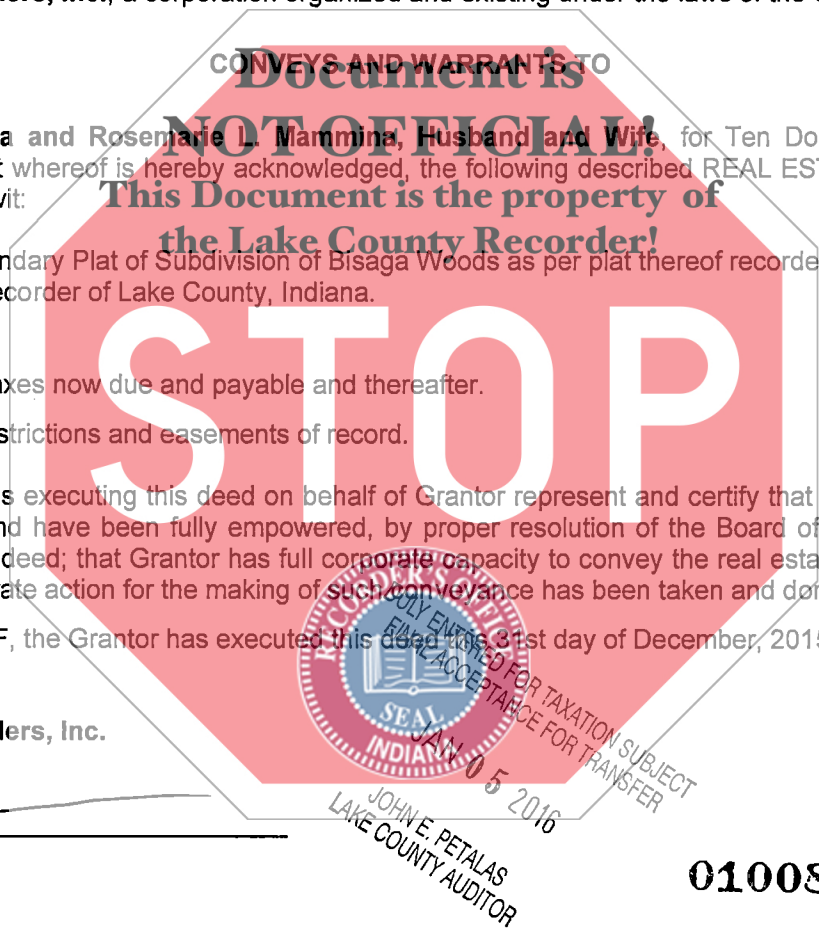 CONVEYS AND WARRANTS TO
Document is
NOT OFFICIAL!
This Document is the property of
the Lake County Recorder!
a and Rosemarie L. Mammina, Husband and Wife, for Ten Do
t whereof is hereby acknowledged, the following described REAL EST
vit:
ndary Plat of Subdivision of Bisaga Woods as per plat thereof recorde
ecorder of Lake County, Indiana.
STOP
xes now due and payable and thereafter.
strictions and easements of record.
s executing this deed on behalf of Grantor represent and certify that
nd have been fully empowered, by proper resolution of the Board of
deed; that Grantor has full corporate capacity to convey the real esta
ate action for the making of such conveyance has been taken and don
F, the Grantor has executed this deed the 31st day of December, 2015
RECORDER'S OFFICE
SEAL
INDIANA
DULY ENTERED FOR TAXATION SUBJECT
FINAL ACCEPTANCE FOR TRANSFER
JAN 05 2016
JOHN E. PETALAS
LAKE COUNTY AUDITOR
ders, Inc.
01008